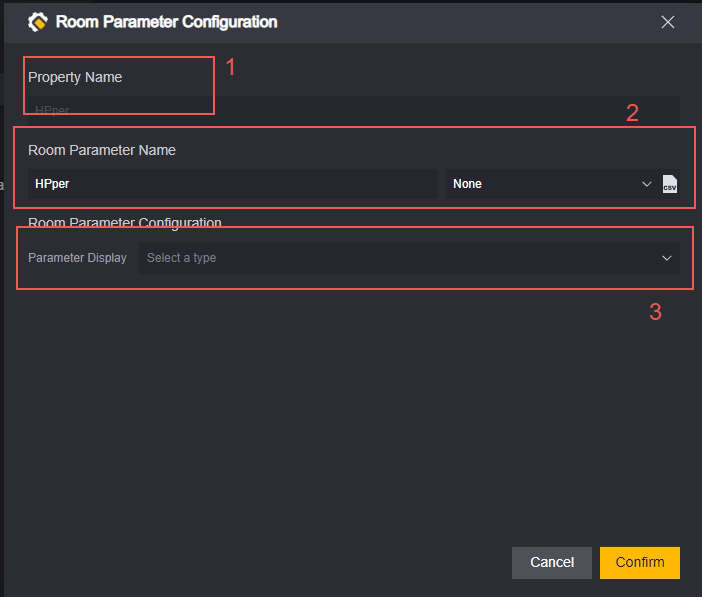 Room Parameter Configuration
Property Name
1
HPper
2
Room Parameter Name
HPper
None
CSV
Room Parameter Configuration
Parameter Display
Select a type
3
Cancel
Confirm